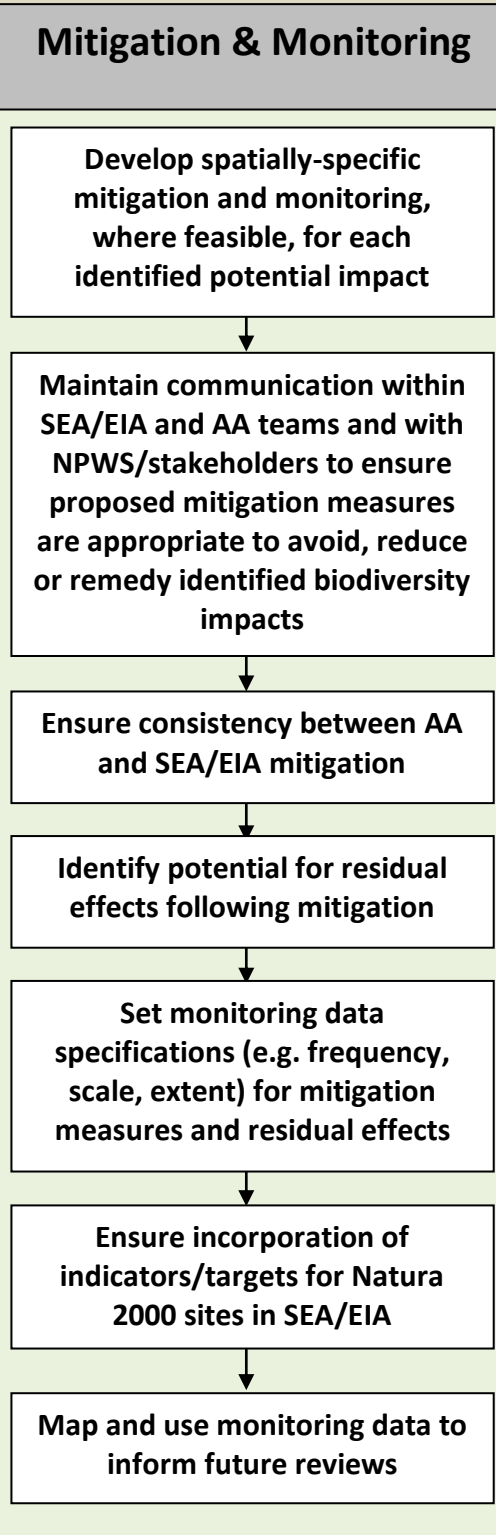 Mitigation & Monitoring
Develop spatially-specific
mitigation and monitoring,
where feasible, for each
identified potential impact
Maintain communication within
SEA/EIA and AA teams and with
NPWS/stakeholders to ensure
proposed mitigation measures
are appropriate to avoid, reduce
or remedy identified biodiversity
impacts
Ensure consistency between AA
and SEA/EIA mitigation
Identify potential for residual
effects following mitigation
Set monitoring data
specifications (e.g. frequency,
scale, extent) for mitigation
measures and residual effects
Ensure incorporation of
indicators/targets for Natura
2000 sites in SEA/EIA
Map and use monitoring data to
inform future reviews